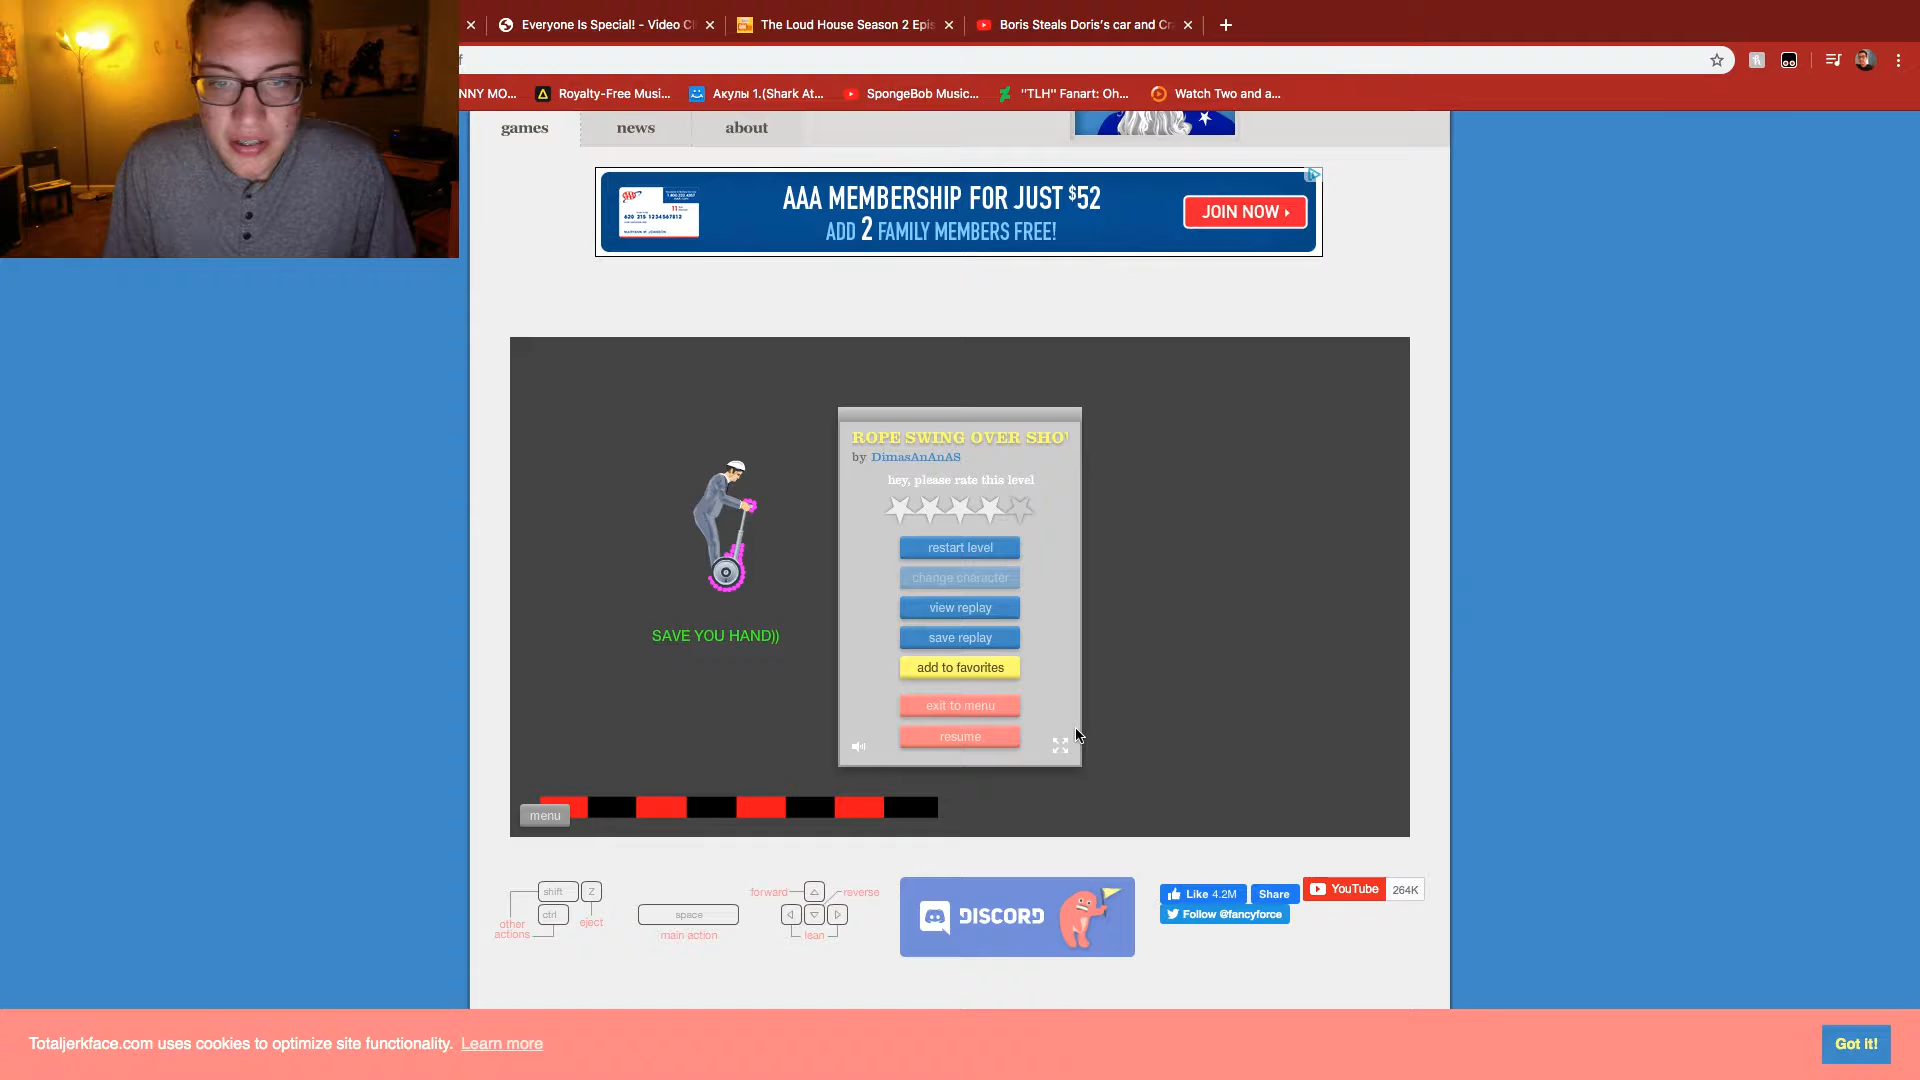 Everyone Is Special! - Video Cl
The Loud House Season 2 Epi
Boris Steals Doris's car and Cr
f
NNY MO...
Royalty-Free Musi...
Акулы 1.(Shark At...
SpongeBob Music...
"TLH" Fanart: Oh...
Watch Two and a...
games
news
about
AAA MEMBERSHIP FOR JUST $52
ADD 2 FAMILY MEMBERS FREE!
JOIN NOW
ROPE SWING OVER SHO
by DimasAnAnAS
hey, please rate this level
restart level
change character
view replay
save replay
add to favorites
exit to menu
resume
SAVE YOU HAND))
menu
shift
Z
ctrl
other actions
eject
space
main action
forward
reverse
lean
DISCORD
Like 4.2M
Share
YouTube
264K
Follow @fancyforce
Totaljerkface.com uses cookies to optimize site functionality. Learn more
Got it!